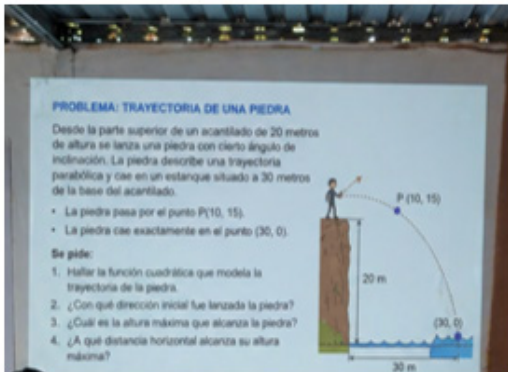 PROBLEMA: TRAYECTORIA DE UNA PIEDRA
Desde la parte superior de un acantilado de 20 metros
de altura se lanza una piedra con cierto ángulo de
inclinación. La piedra describe una trayectoria
parabólica y cae en un estanque situado a 30 metros
de la base del acantilado.
• La piedra pasa por el punto P(10, 15).
• La piedra cae exactamente en el punto (30, 0).
Se pide:
1. Hallar la función cuadrática que modela la
trayectoria de la piedra.
2. ¿Con qué dirección inicial fue lanzada la piedra?
3. ¿Cuál es la altura máxima que alcanza la piedra?
4. ¿A qué distancia horizontal alcanza su altura
máxima?
P (10, 15)
20 m
(30, 0)
30 m